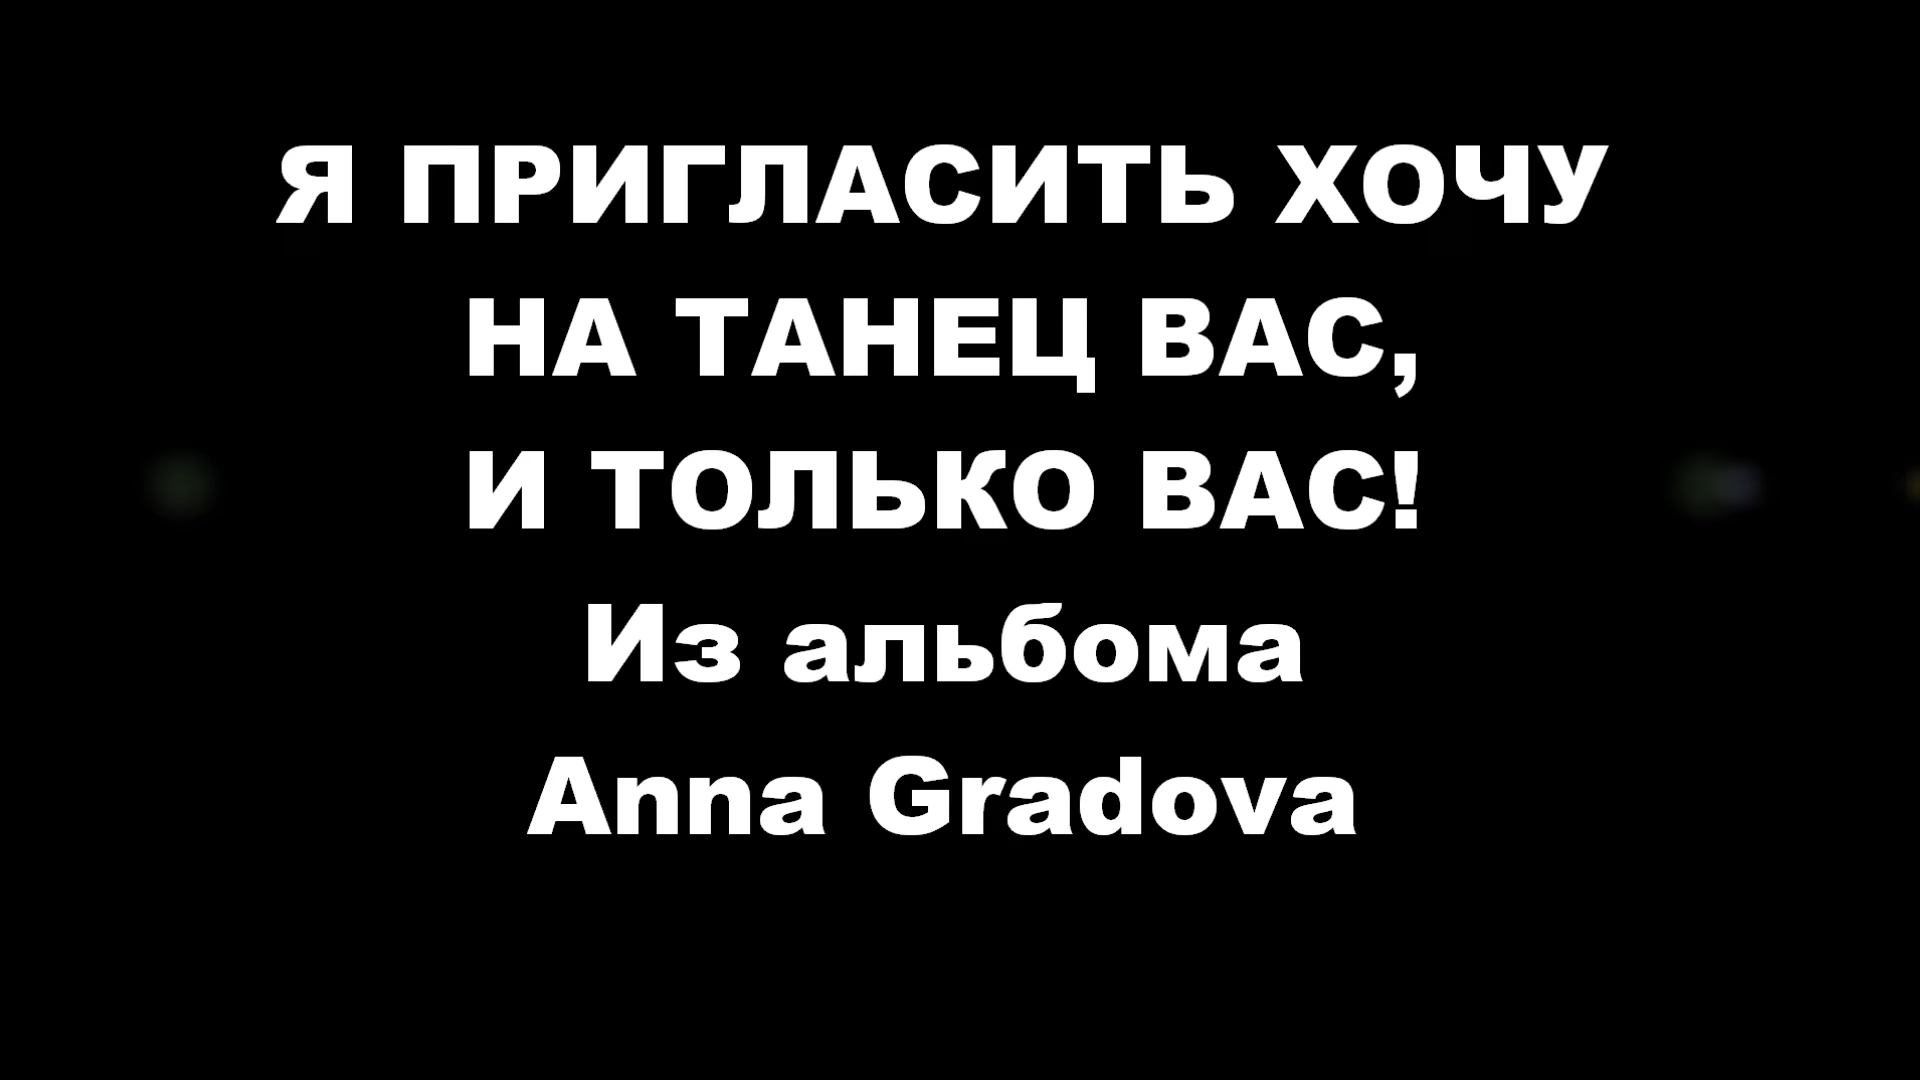 Я ПРИГЛАСИТЬ ХОЧУ
НА ТАНЕЦ ВАС,
И ТОЛЬКО ВАС!
Из альбома
Anna Gradova